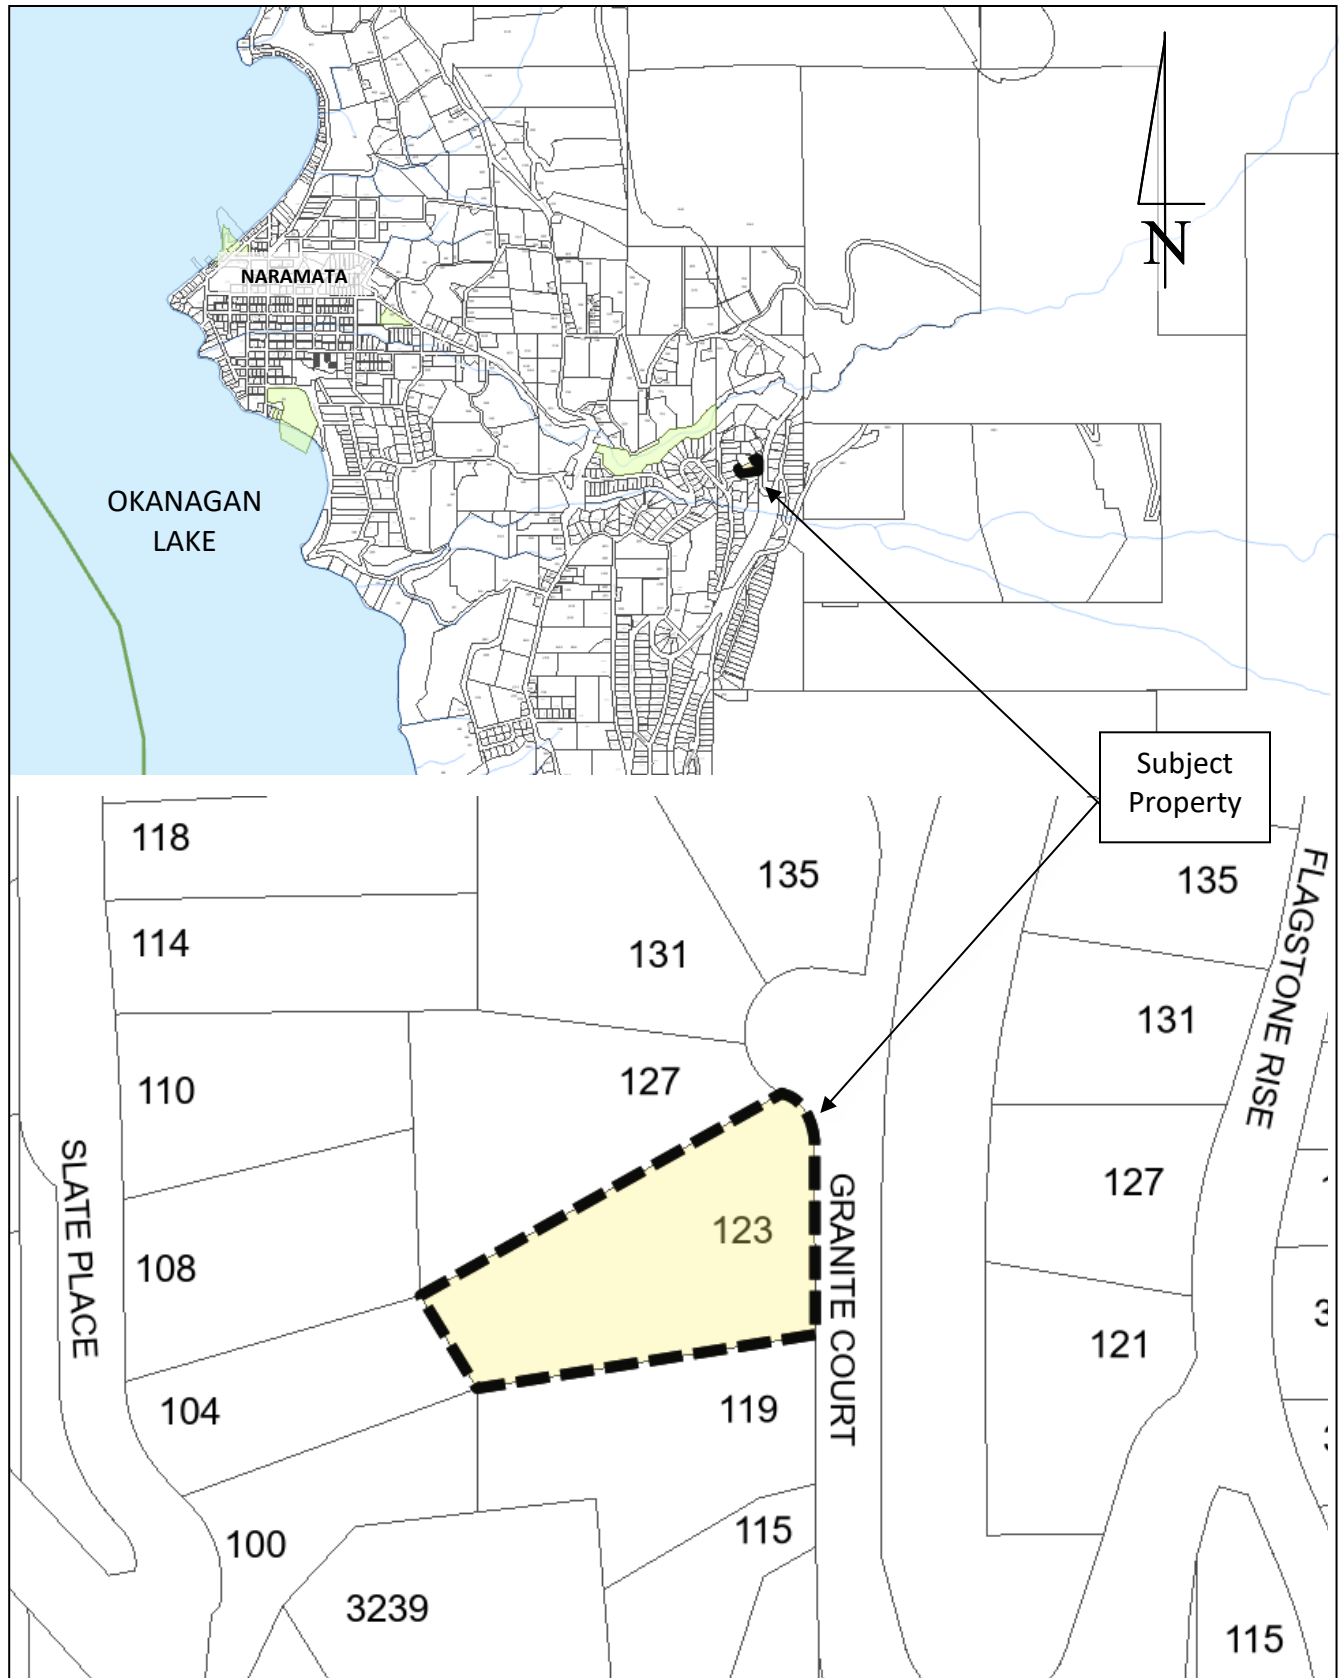 N
NARAMATA
OKANAGAN
LAKE
Subject
Property
118
135
135
114
131
131
FLAGSTONE RISE
110
127
127
SLATE PLACE
123
GRANITE COURT
108
121
104
119
100
115
3239
115